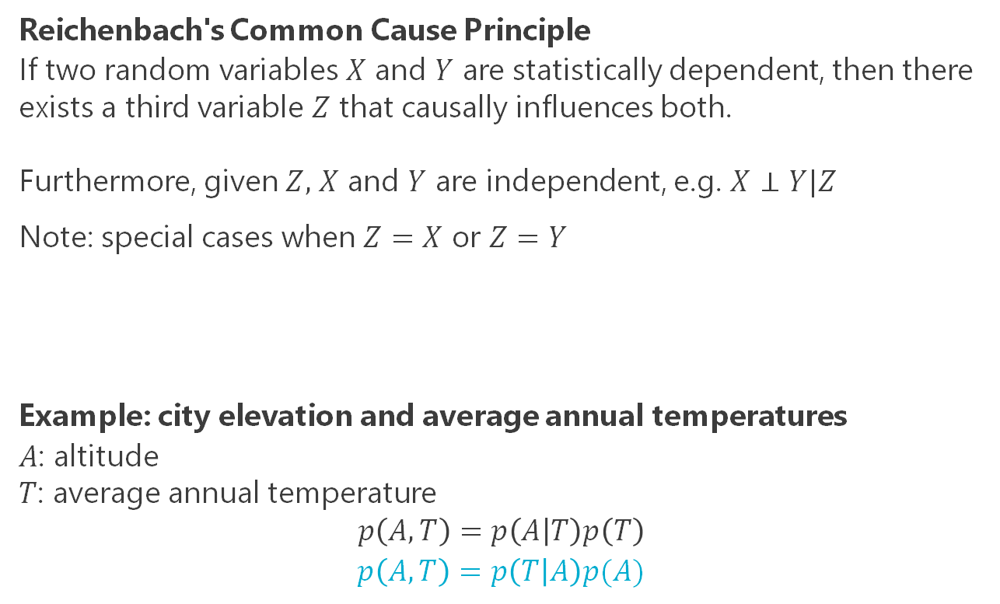 Reichenbach's Common Cause Principle
If two random variables X and Y are statistically dependent, then there
exists a third variable Z that causally influences both.
Furthermore, given Z, X and Y are independent, e.g. X ⊥ Y|Z
Note: special cases when Z = X or Z = Y
Example: city elevation and average annual temperatures
A: altitude
T: average annual temperature
p(A, T) = p(A|T)p(T)
p(A, T) = p(T|A)p(A)